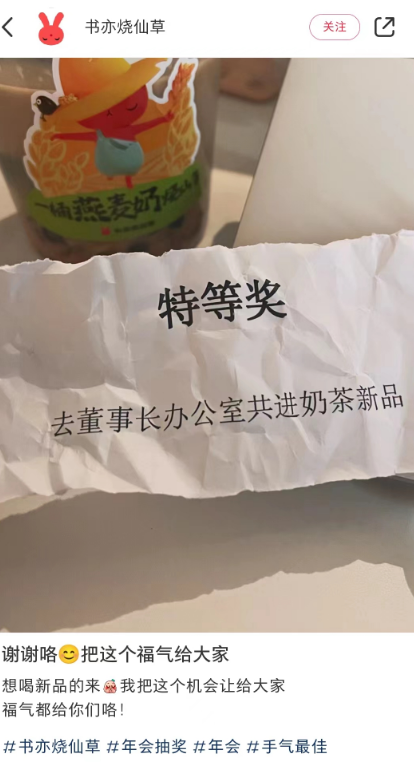 书亦烧仙草
关注
一桶燕麦奶烧仙草
特等奖
去董事长办公室共进奶茶新品
谢谢咯😊把这个福气给大家
想喝新品的来我把这个机会让给大家
福气都给你们咯！
#书亦烧仙草 #年会抽奖 #年会 #手气最佳